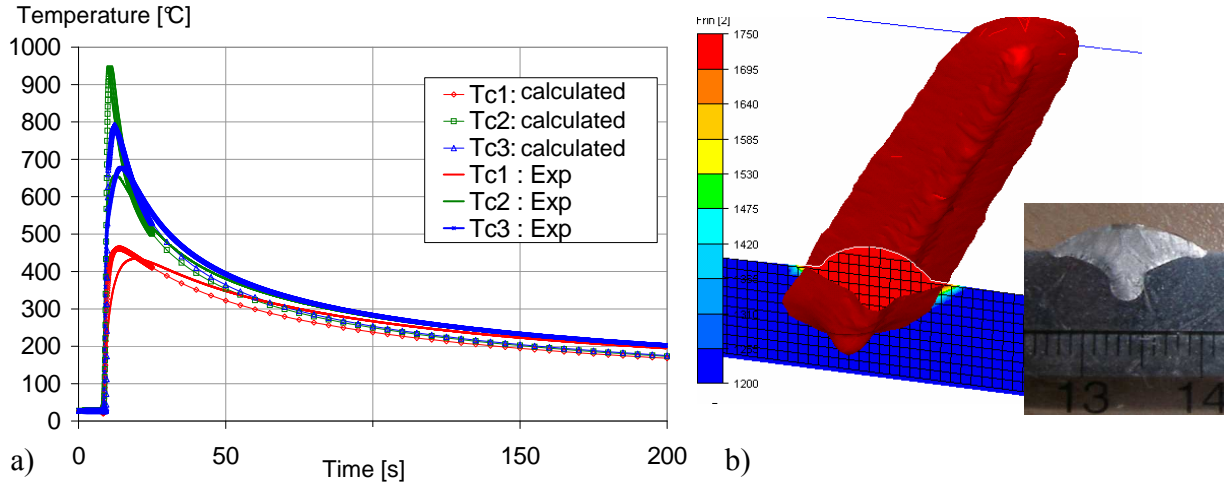 Temperature [°C]
1000
900
800
700
600
500
400
300
200
100
0
0
50
100
150
200
Time [s]
Tc1: calculated
Tc2: calculated
Tc3: calculated
Tc1 : Exp
Tc2 : Exp
Tc3 : Exp
a)
[2]
1750
1695
1640
1585
1530
1475
1420
1200
13
14
b)